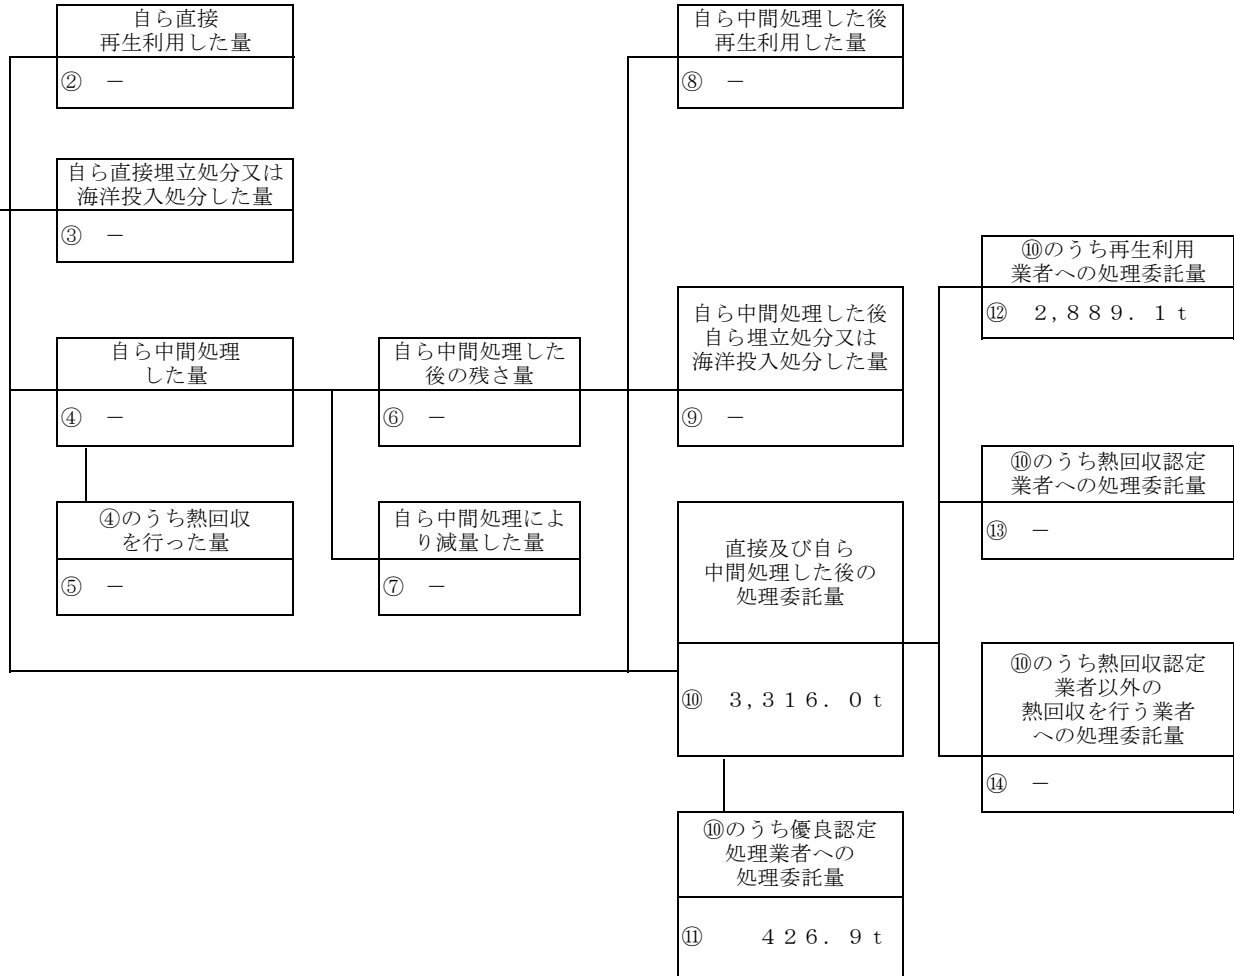 自ら直接
再生利用した量
② －
自ら直接埋立処分又は
海洋投入処分した量
③ －
自ら中間処理
した量
④ －
④のうち熱回収
を行った量
⑤ －
自ら中間処理した
後の残さ量
⑥ －
自ら中間処理によ
り減量した量
⑦ －
自ら中間処理した後
再生利用した量
⑧ －
自ら中間処理した後
自ら埋立処分又は
海洋投入処分した量
⑨ －
直接及び自ら
中間処理した後の
処理委託量
⑩ ３,３１６．０ｔ
⑩のうち優良認定
処理業者への
処理委託量
⑪ ４２６．９ｔ
⑩のうち再生利用
業者への処理委託量
⑫ ２,８８９．１ｔ
⑩のうち熱回収認定
業者への処理委託量
⑬ －
⑩のうち熱回収認定
業者以外の
熱回収を行う業者
への処理委託量
⑭ －